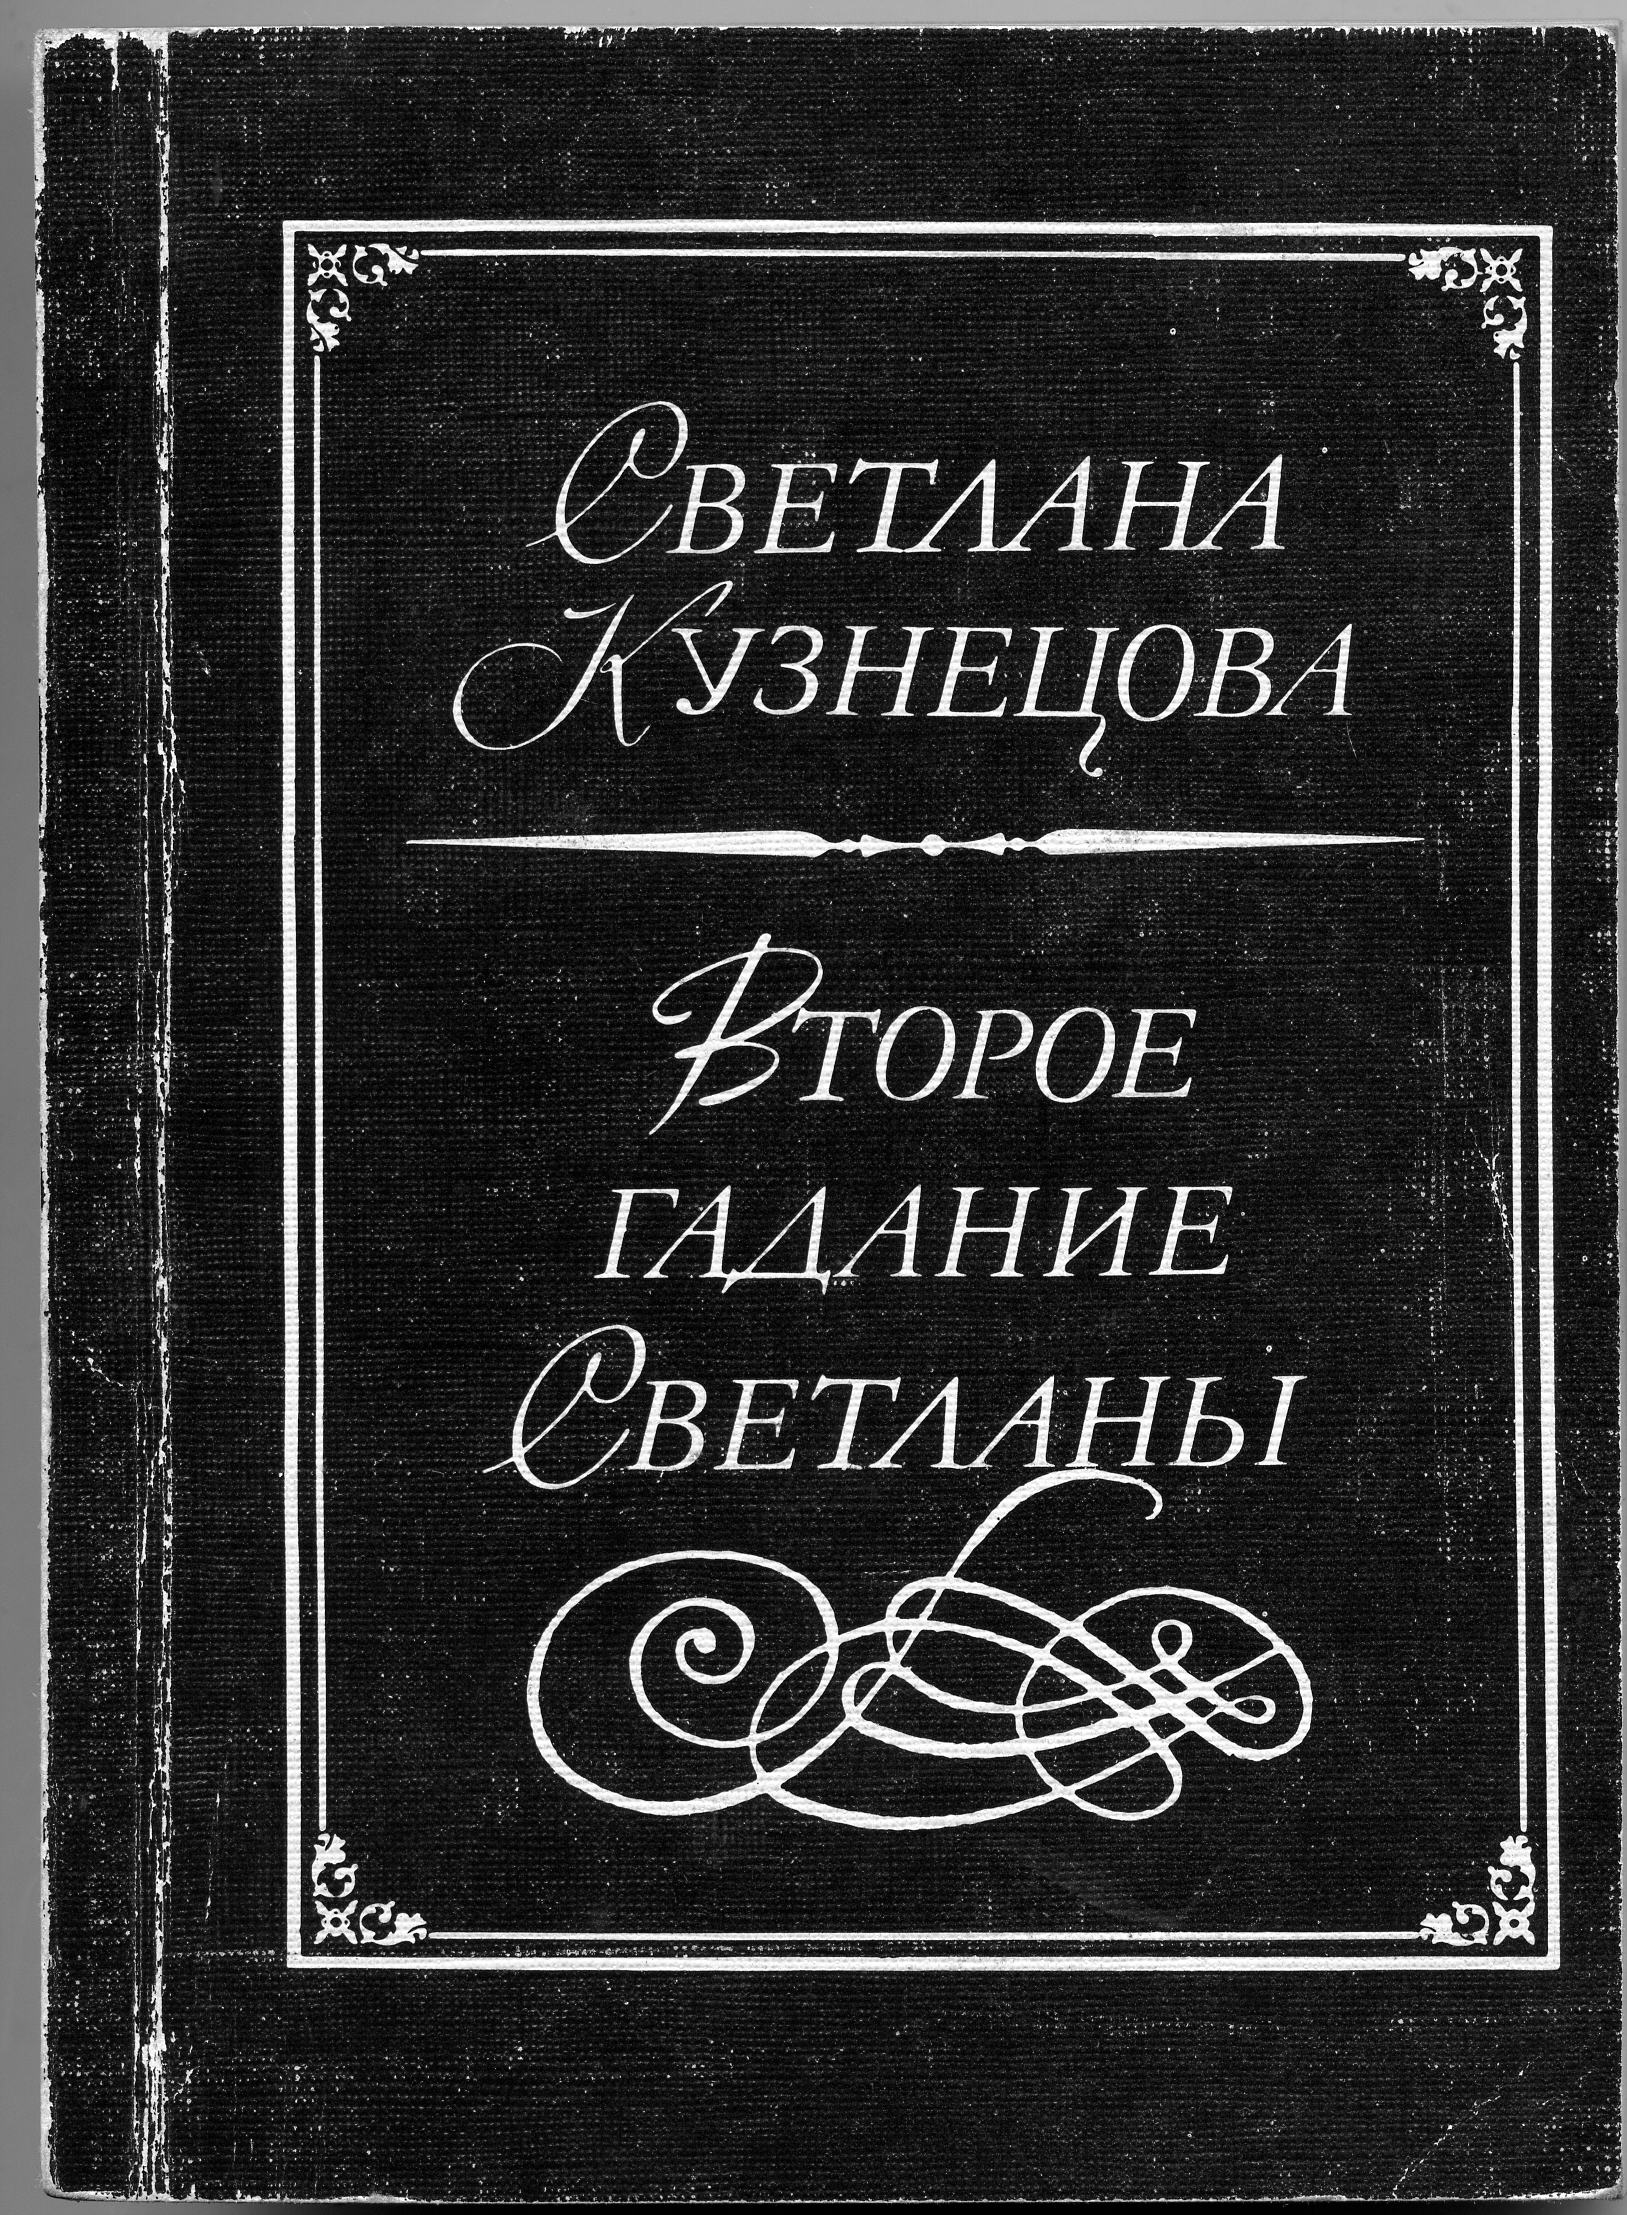 Светлана
Кузнецова
Второе
гадание
Светланы